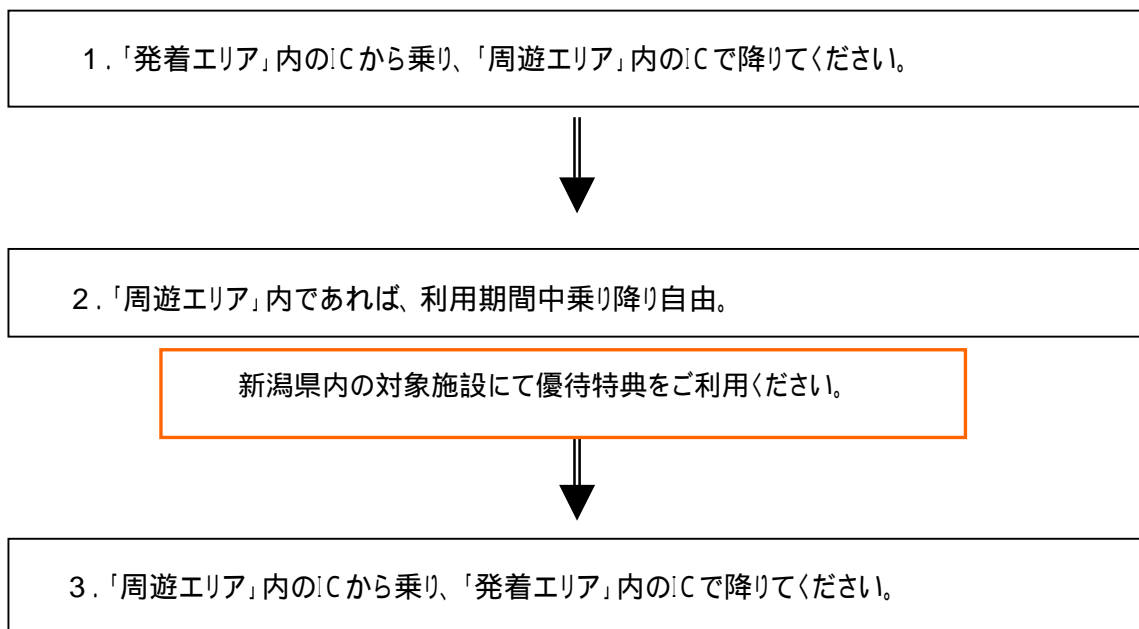 １.「発着エリア」内のICから乗り、「周遊エリア」内のICで降りてください。
２.「周遊エリア」内であれば、利用期間中乗り降り自由。
新潟県内の対象施設にて優待特典をご利用ください。
３.「周遊エリア」内のICから乗り、「発着エリア」内のICで降りてください。